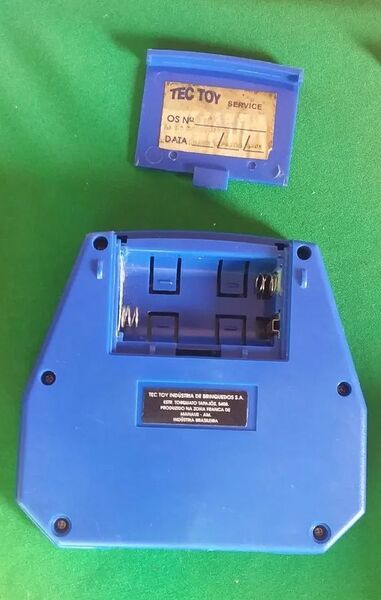 TEC TOY SERVICE
OS Nº
DATA / /
TEC TOY INDÚSTRIA DE BRINQUEDOS S.A.
ESTR. TORQUATO TAPAJÓS, 5408.
PRODUZIDO NA ZONA FRANCA DE
MANAUS - AM.
INDÚSTRIA BRASILEIRA